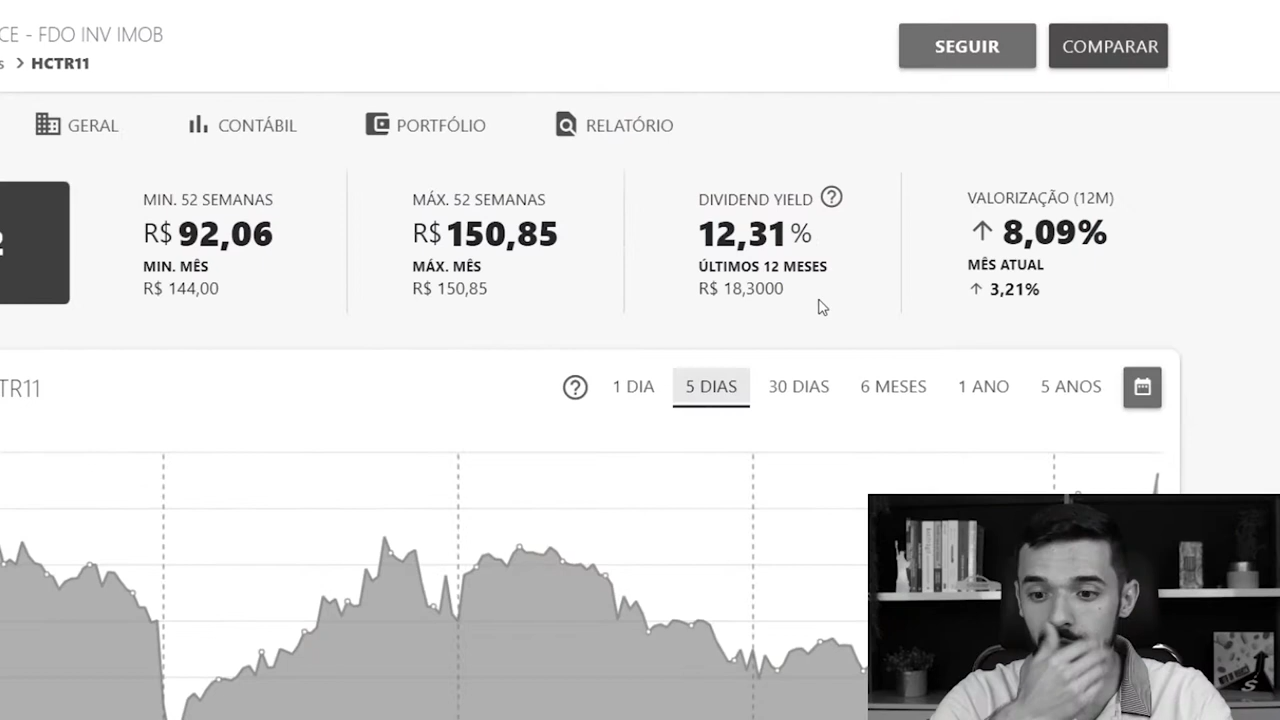 CE - FDO INV IMOB
s > HCTR11
SEGUIR
COMPARAR
GERAL
CONTÁBIL
PORTFÓLIO
RELATÓRIO
2
MIN. 52 SEMANAS
R$ 92,06
MIN. MÊS
R$ 144,00
MÁX. 52 SEMANAS
R$ 150,85
MÁX. MÊS
R$ 150,85
DIVIDEND YIELD ?
12,31%
ÚLTIMOS 12 MESES
R$ 18,3000
VALORIZAÇÃO (12M)
↑ 8,09%
MÊS ATUAL
↑ 3,21%
TR11
? 1 DIA 5 DIAS 30 DIAS 6 MESES 1 ANO 5 ANOS